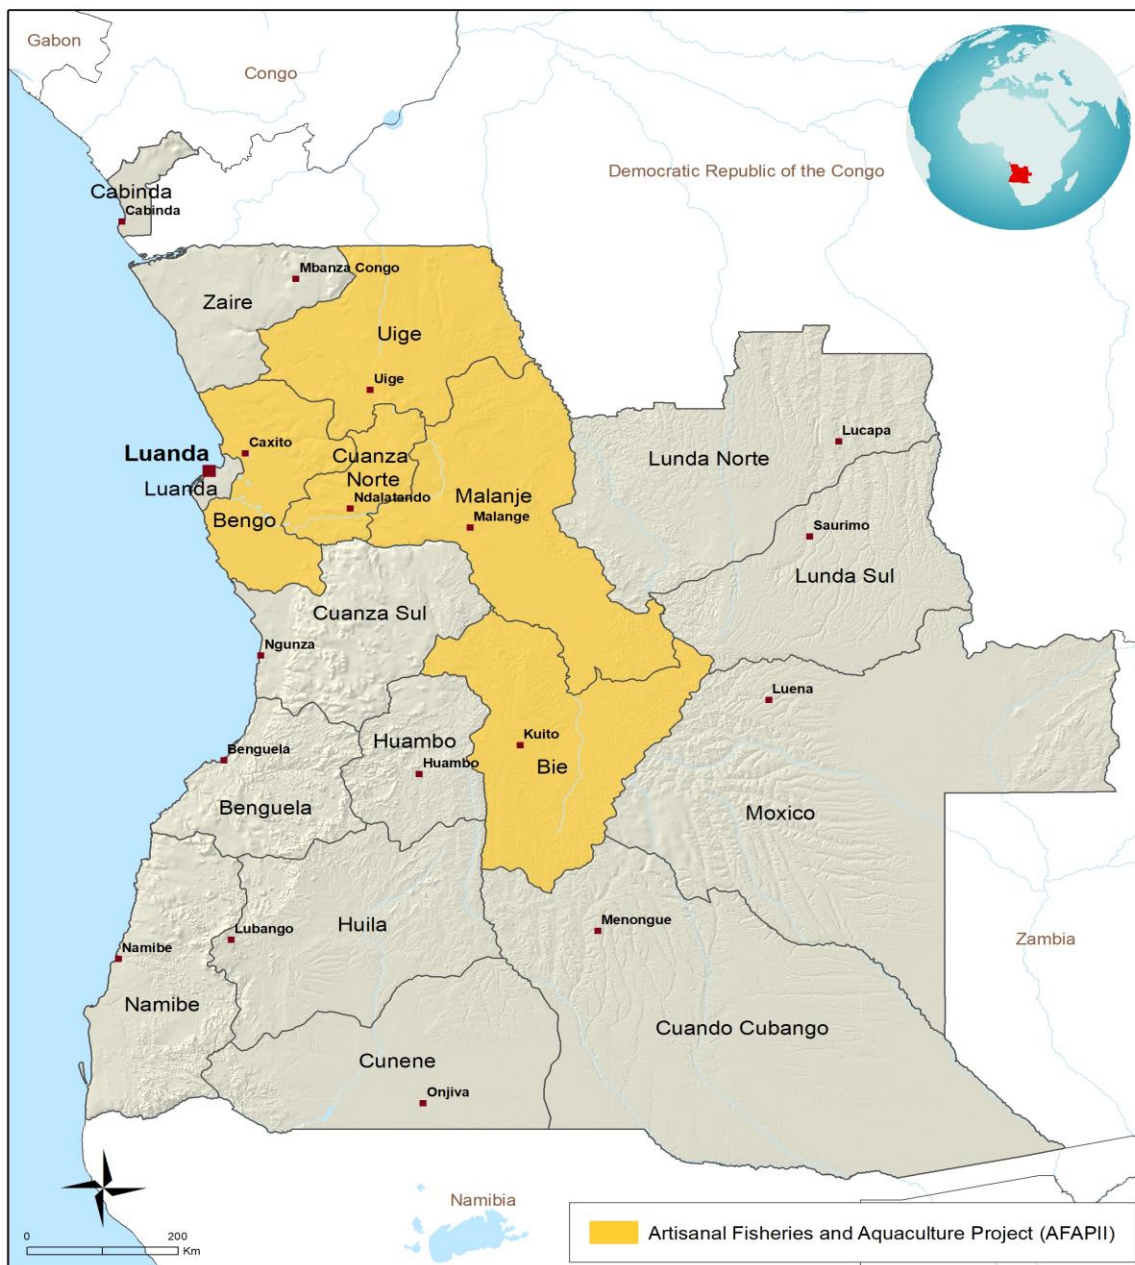 Gabon
Congo
Democratic Republic of the Congo
Cabinda
Cabinda
Mbanza Congo
Zaire
Uige
Uige
Lucapa
Caxito
Luanda
Cuanza
Norte
Lunda Norte
Luanda
Malanje
Ndalatando
Bengo
Malange
Saurimo
Lunda Sul
Cuanza Sul
Ngunza
Luena
Huambo
Kuito
Benguela
Huambo
Bie
Benguela
Moxico
Menongue
Huila
Lubango
Zambia
Namibe
Namibe
Cuando Cubango
Cunene
Onjiva
Namibia
Artisanal Fisheries and Aquaculture Project (AFAPII)
0 200
Km